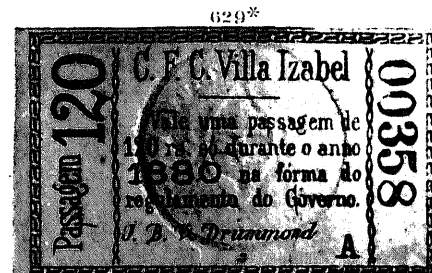 629*
Passagem 120
C. F. C. Villa Izabel
Vale uma passagem de
120 rs. só durante o anno
1880 na fórma do
regulamento do Governo.
J. B. V. Drummond
A
00358